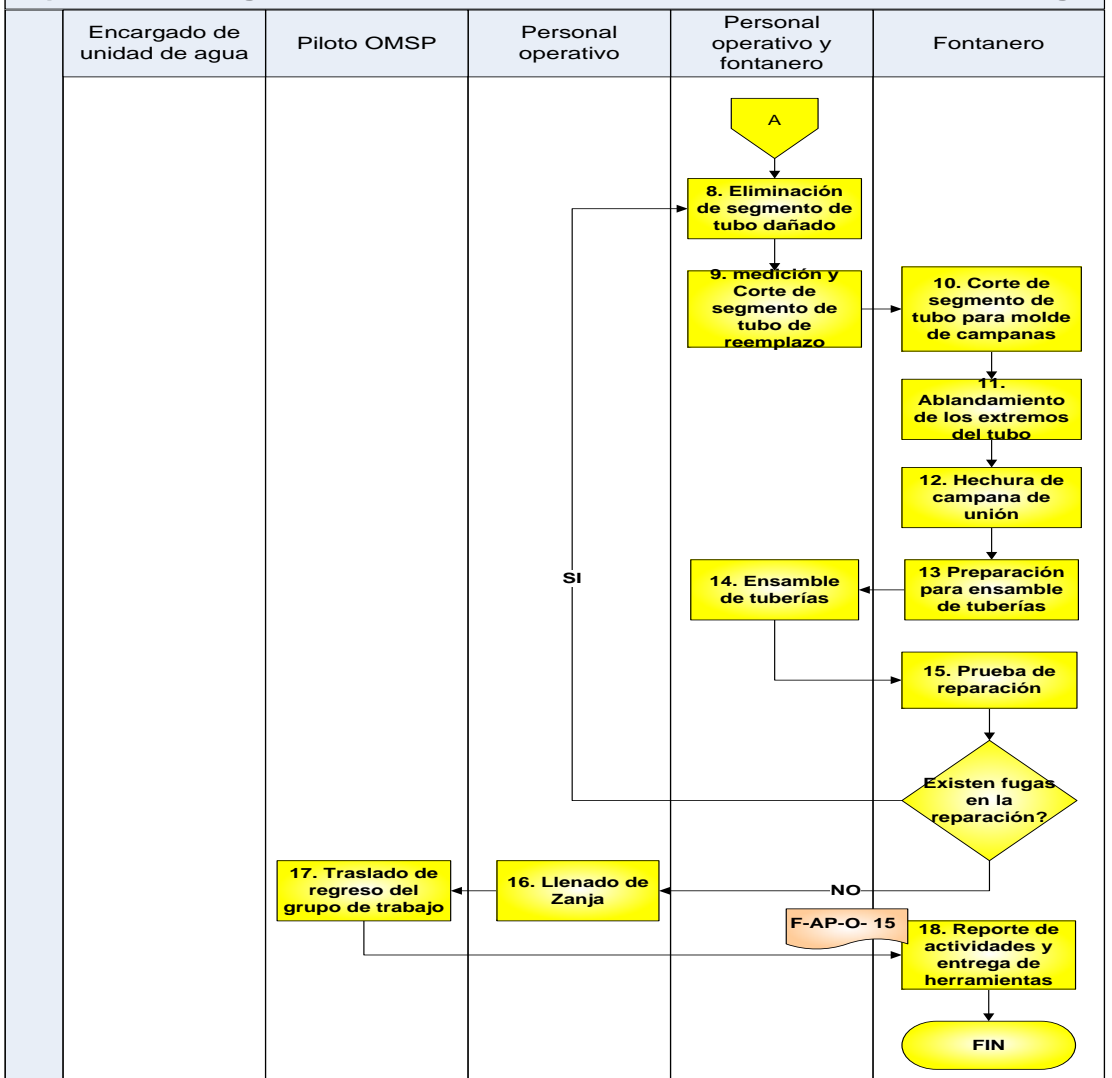 Encargado de
unidad de agua
Piloto OMSP
Personal
operativo
Personal
operativo y
fontanero
Fontanero
A
8. Eliminación
de segmento de
tubo dañado
9. medición y
Corte de
segmento de
tubo de
reemplazo
10. Corte de
segmento de
tubo para molde
de campanas
11.
Ablandamiento
de los extremos
del tubo
12. Hechura de
campana de
unión
13 Preparación
para ensamble
de tuberías
14. Ensamble
de tuberías
SI
15. Prueba de
reparación
Existen fugas
en la
reparación?
NO
16. Llenado de
Zanja
17. Traslado de
regreso del
grupo de trabajo
F-AP-O- 15
18. Reporte de
actividades y
entrega de
herramientas
FIN